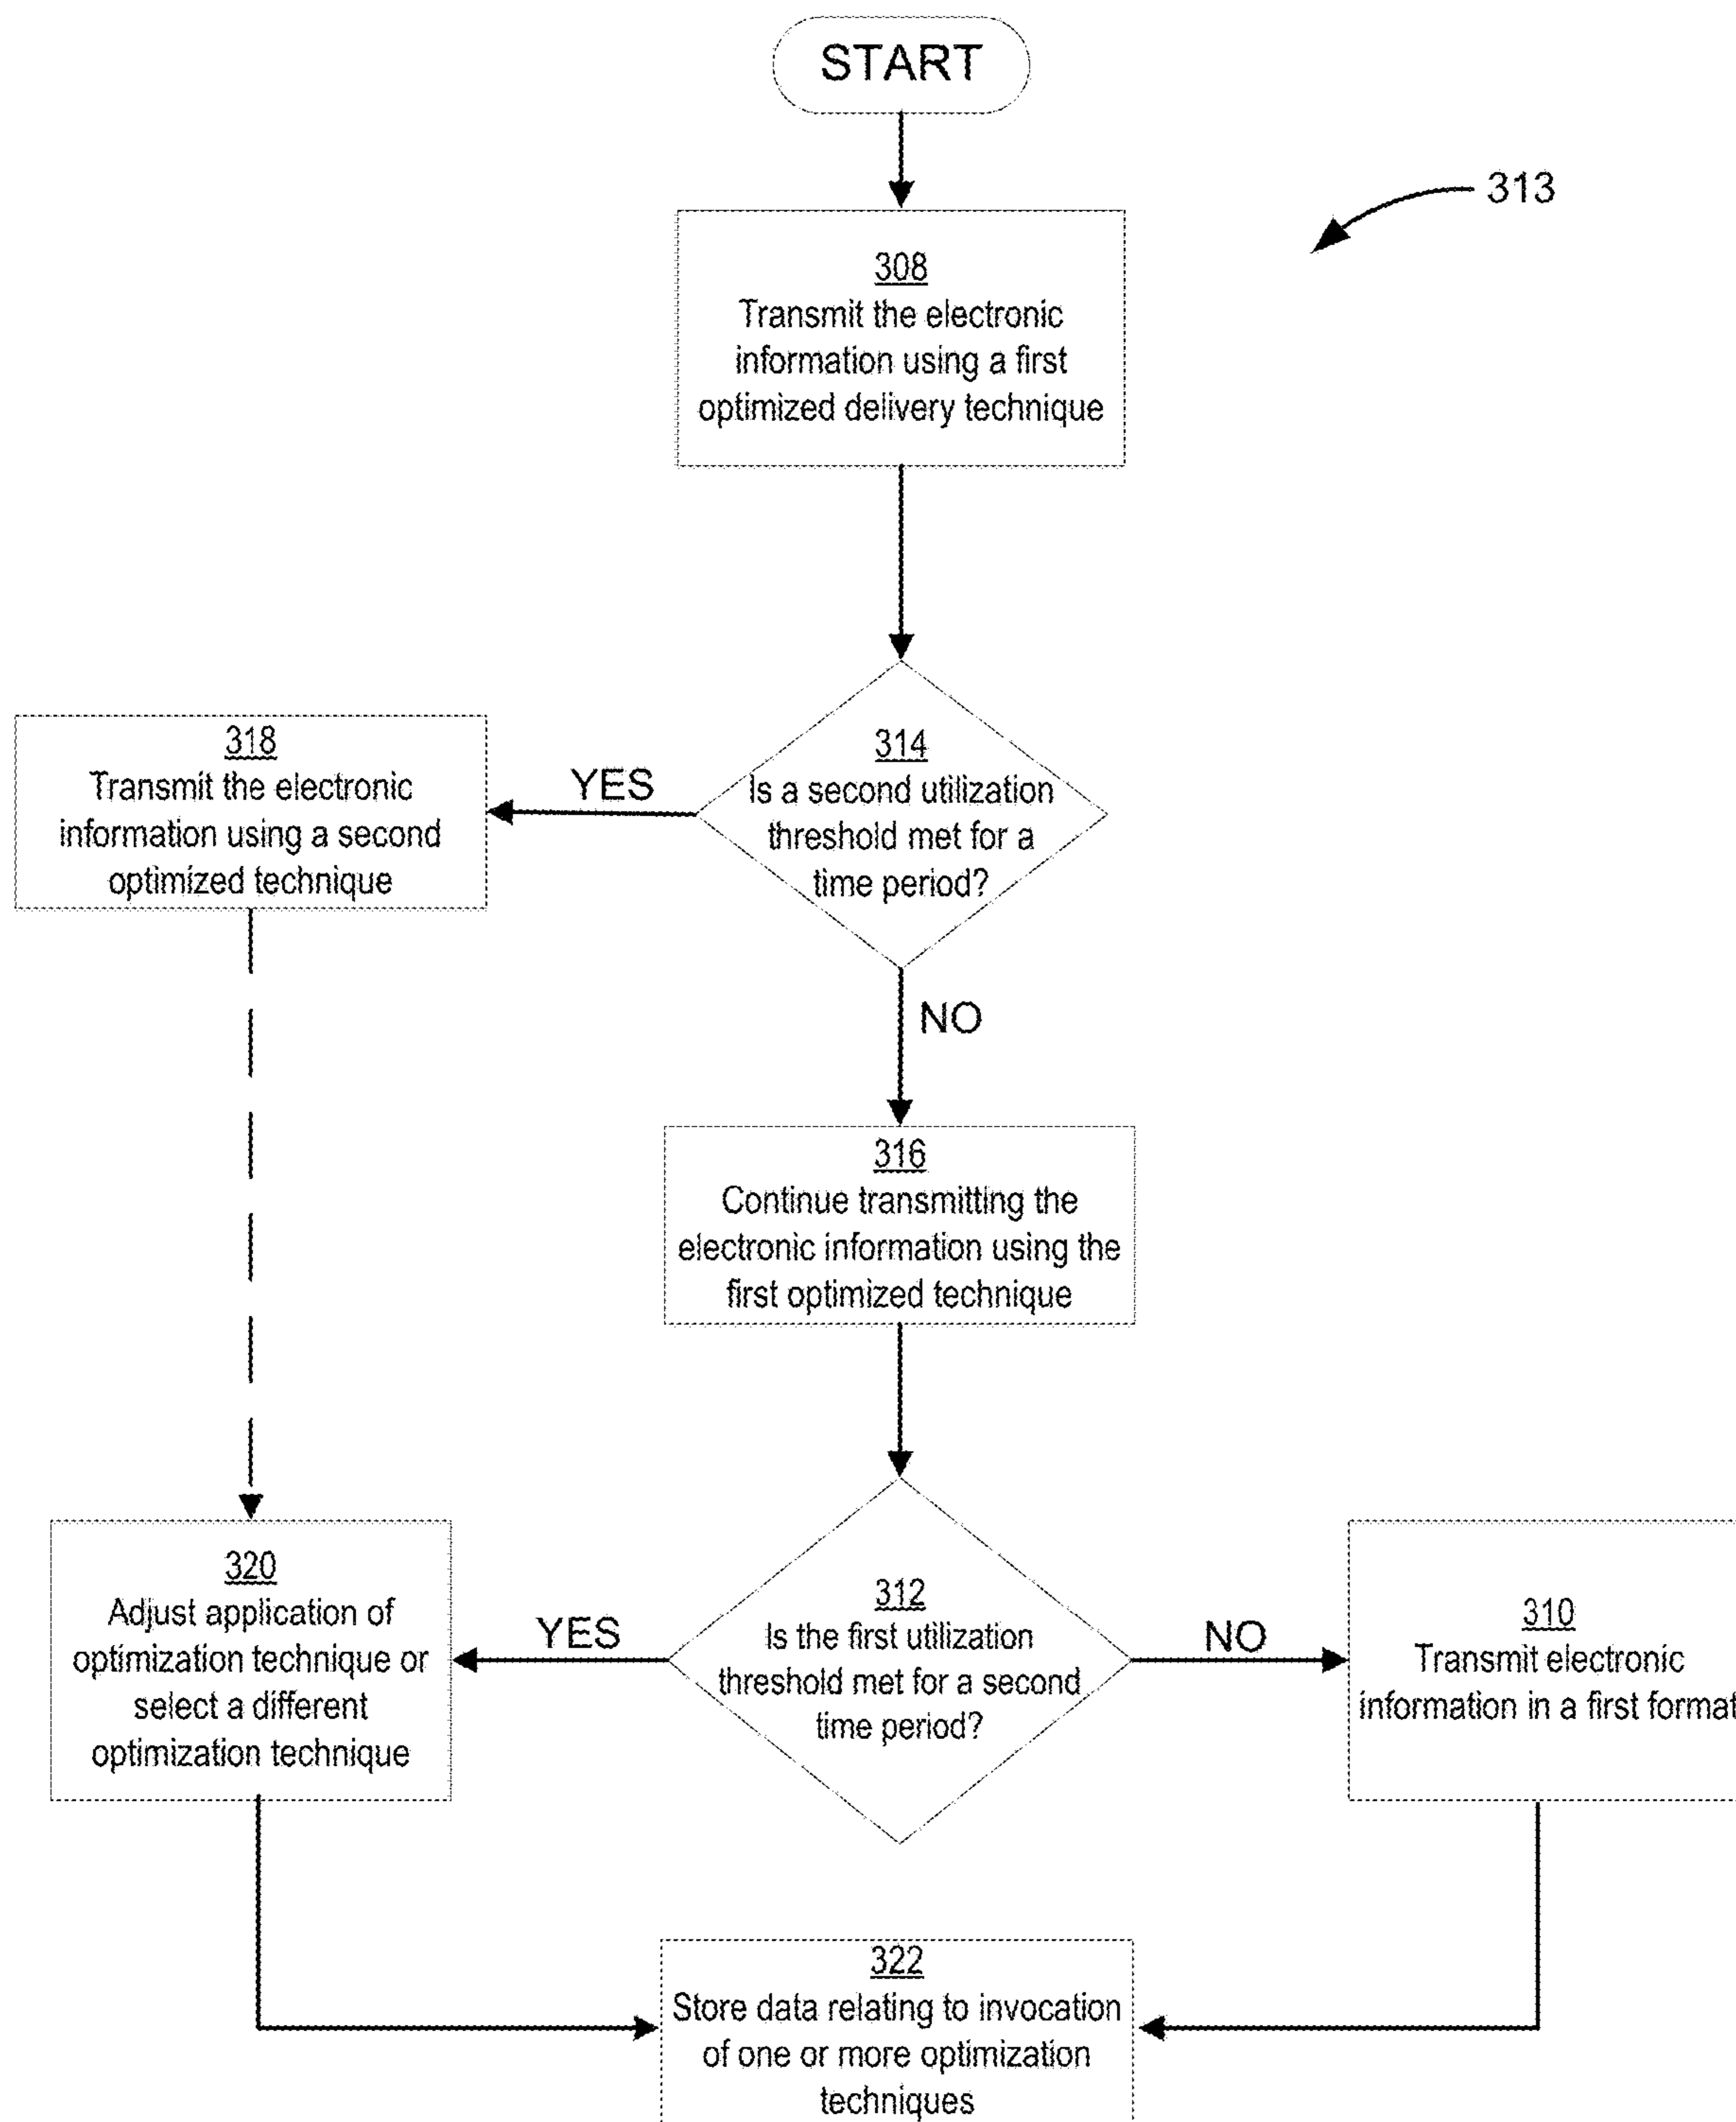 START
313
308
Transmit the electronic
information using a first
optimized delivery technique
314
Is a second utilization
threshold met for a
time period?
YES
318
Transmit the electronic
information using a second
optimized technique
NO
316
Continue transmitting the
electronic information using the
first optimized technique
312
Is the first utilization
threshold met for a second
time period?
YES
320
Adjust application of
optimization technique or
select a different
optimization technique
NO
310
Transmit electronic
information in a first format
322
Store data relating to invocation
of one or more optimization
techniques